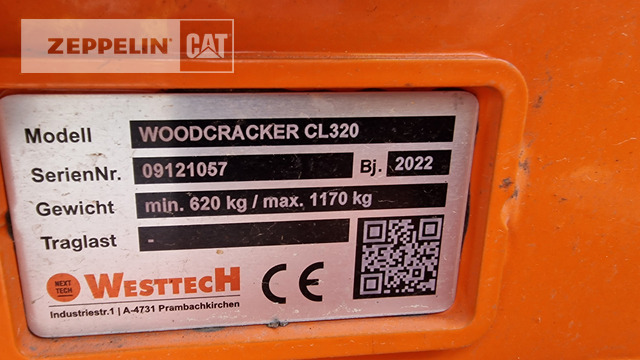 ZEPPELIN CAT
Modell WOODCRACKER CL320
SerienNr. 09121057 Bj. 2022
Gewicht min. 620 kg / max. 1170 kg
Traglast -
NEXT TECH WESTTECH CE
Industriestr.1 | A-4731 Prambachkirchen